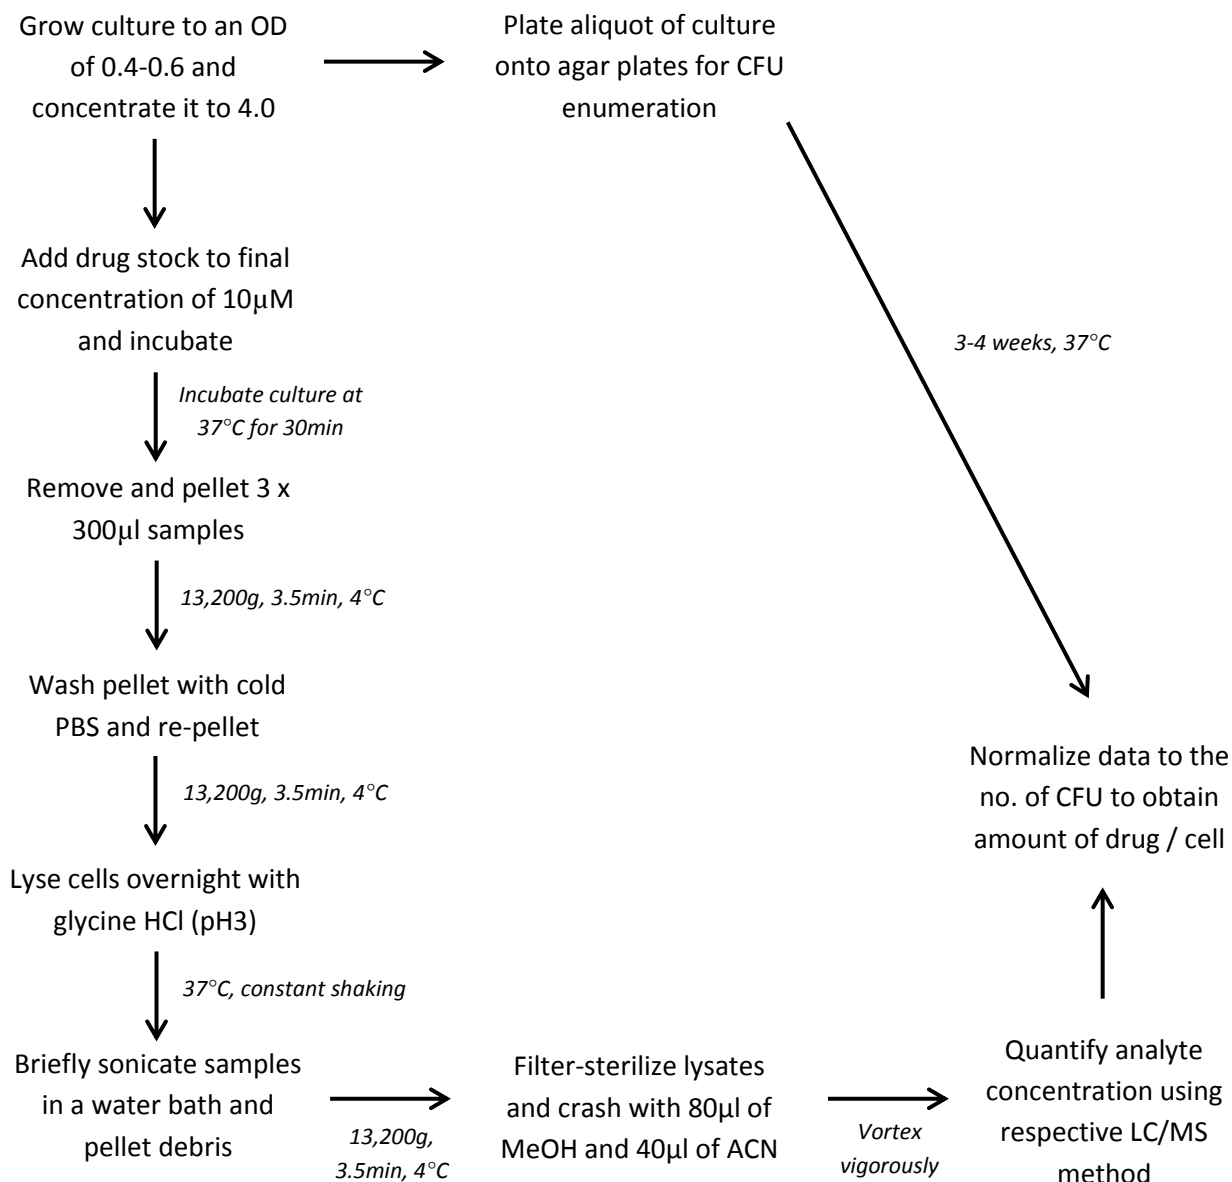 Grow culture to an OD
of 0.4-0.6 and
concentrate it to 4.0
Plate aliquot of culture
onto agar plates for CFU
enumeration
3-4 weeks, 37°C
Add drug stock to final
concentration of 10µM
and incubate
Incubate culture at
37°C for 30min
Remove and pellet 3 x
300µl samples
13,200g, 3.5min, 4°C
Wash pellet with cold
PBS and re-pellet
13,200g, 3.5min, 4°C
Lyse cells overnight with
glycine HCl (pH3)
37°C, constant shaking
Briefly sonicate samples
in a water bath and
pellet debris
13,200g,
3.5min, 4°C
Filter-sterilize lysates
and crash with 80µl of
MeOH and 40µl of ACN
Vortex
vigorously
Quantify analyte
concentration using
respective LC/MS
method
Normalize data to the
no. of CFU to obtain
amount of drug / cell